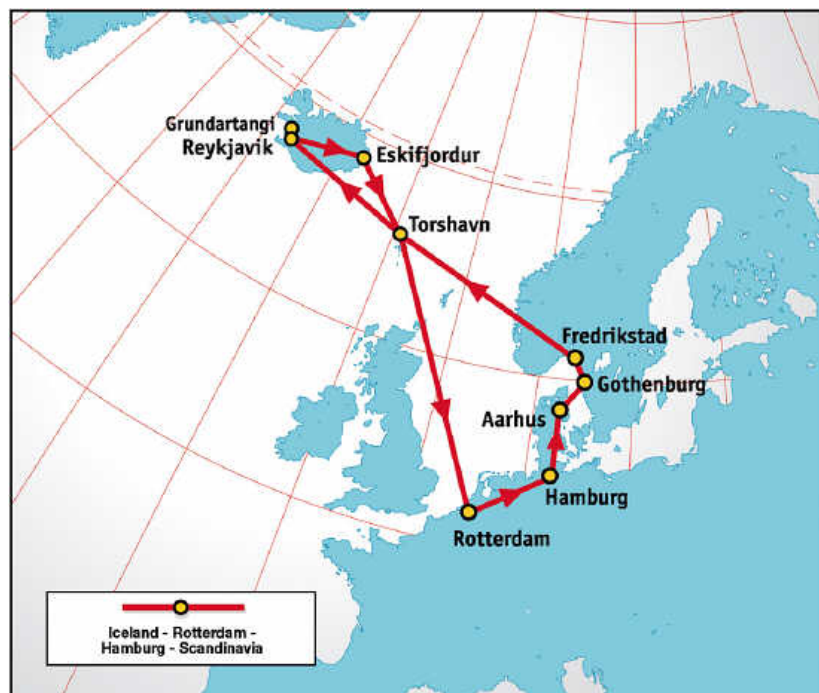 Grundartangi
Reykjavik
Eskifjordur
Torshavn
Fredrikstad
Gothenburg
Aarhus
Hamburg
Rotterdam
Iceland - Rotterdam -
Hamburg - Scandinavia